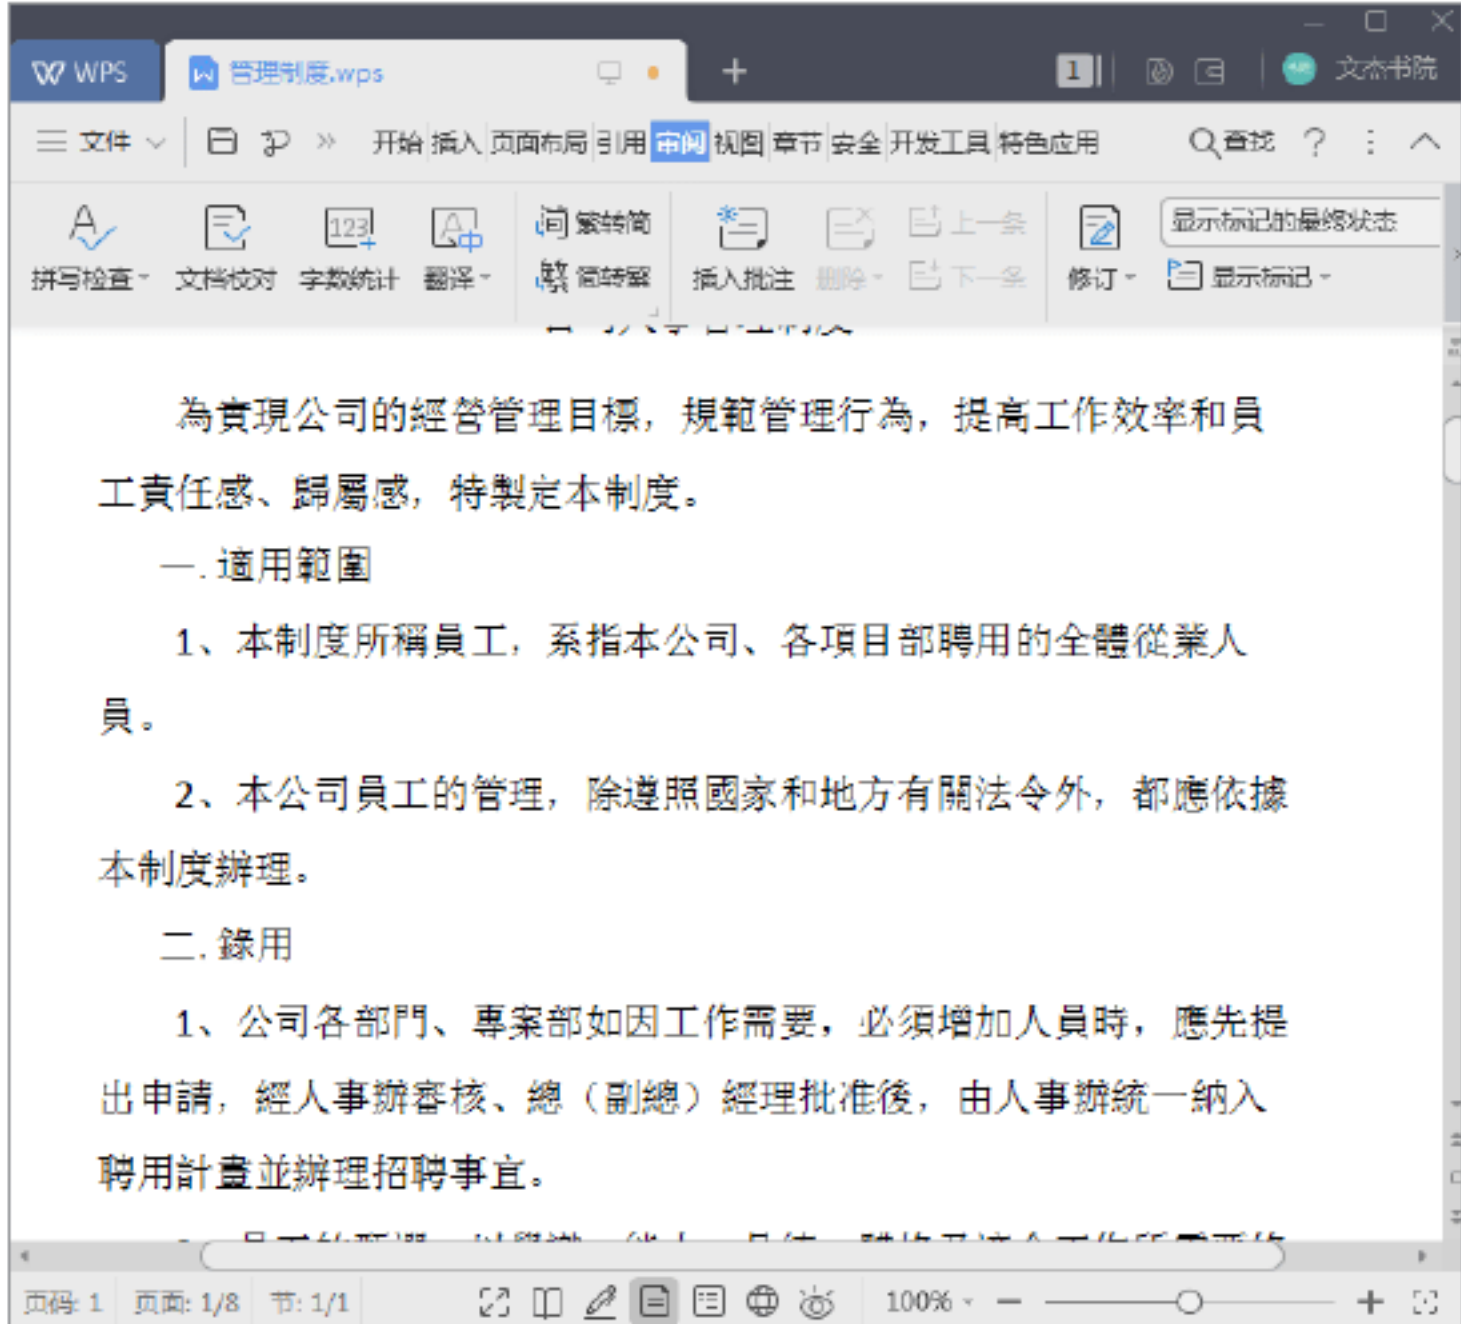 WPS
管理制度.wps
1
文杰书院
文件
开始 插入 页面布局 引用 审阅 视图 章节 安全 开发工具 特色应用
查找
拼写检查
文档校对
123
字数统计
翻译
繁转简
简转繁
插入批注
删除
上一条
下一条
修订
显示标记的最终状态
显示标记
為實現公司的經營管理目標，規範管理行為，提高工作效率和員
工責任感、歸屬感，特製定本制度。
一.適用範圍
1、本制度所稱員工，系指本公司、各項目部聘用的全體從業人
員。
2、本公司員工的管理，除遵照國家和地方有關法令外，都應依據
本制度辦理。
二.錄用
1、公司各部門、專案部如因工作需要，必須增加人員時，應先提
出申請，經人事辦審核、總（副總）經理批准後，由人事辦統一納入
聘用計畫並辦理招聘事宜。
页码: 1 页面: 1/8 节: 1/1
100%